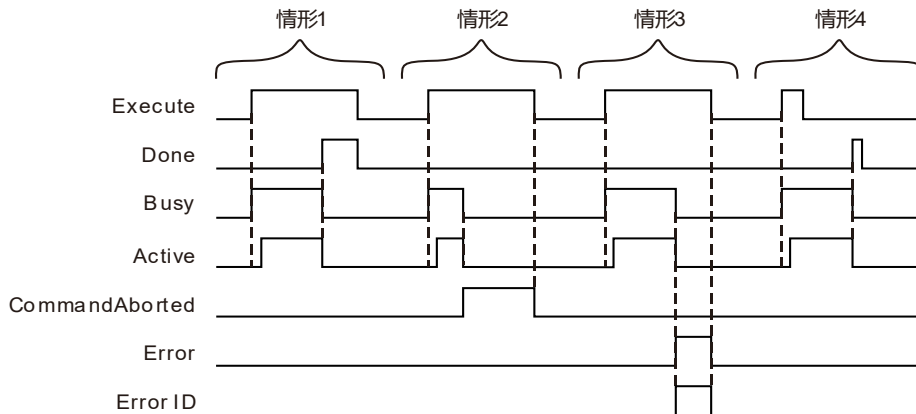 情形1 情形2 情形3 情形4
Execute
Done
Busy
Active
CommandAborted
Error
Error ID